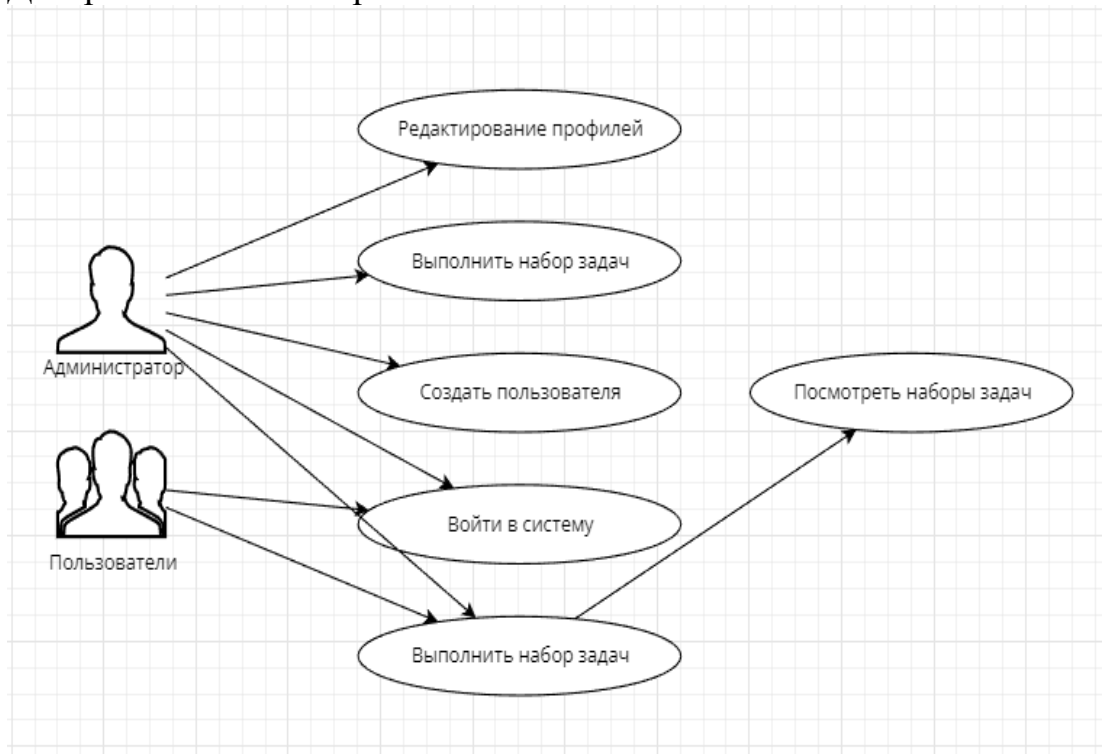 Редактирование профилей
Выполнить набор задач
Администратор
Создать пользователя
Посмотреть наборы задач
Войти в систему
Пользователи
Выполнить набор задач